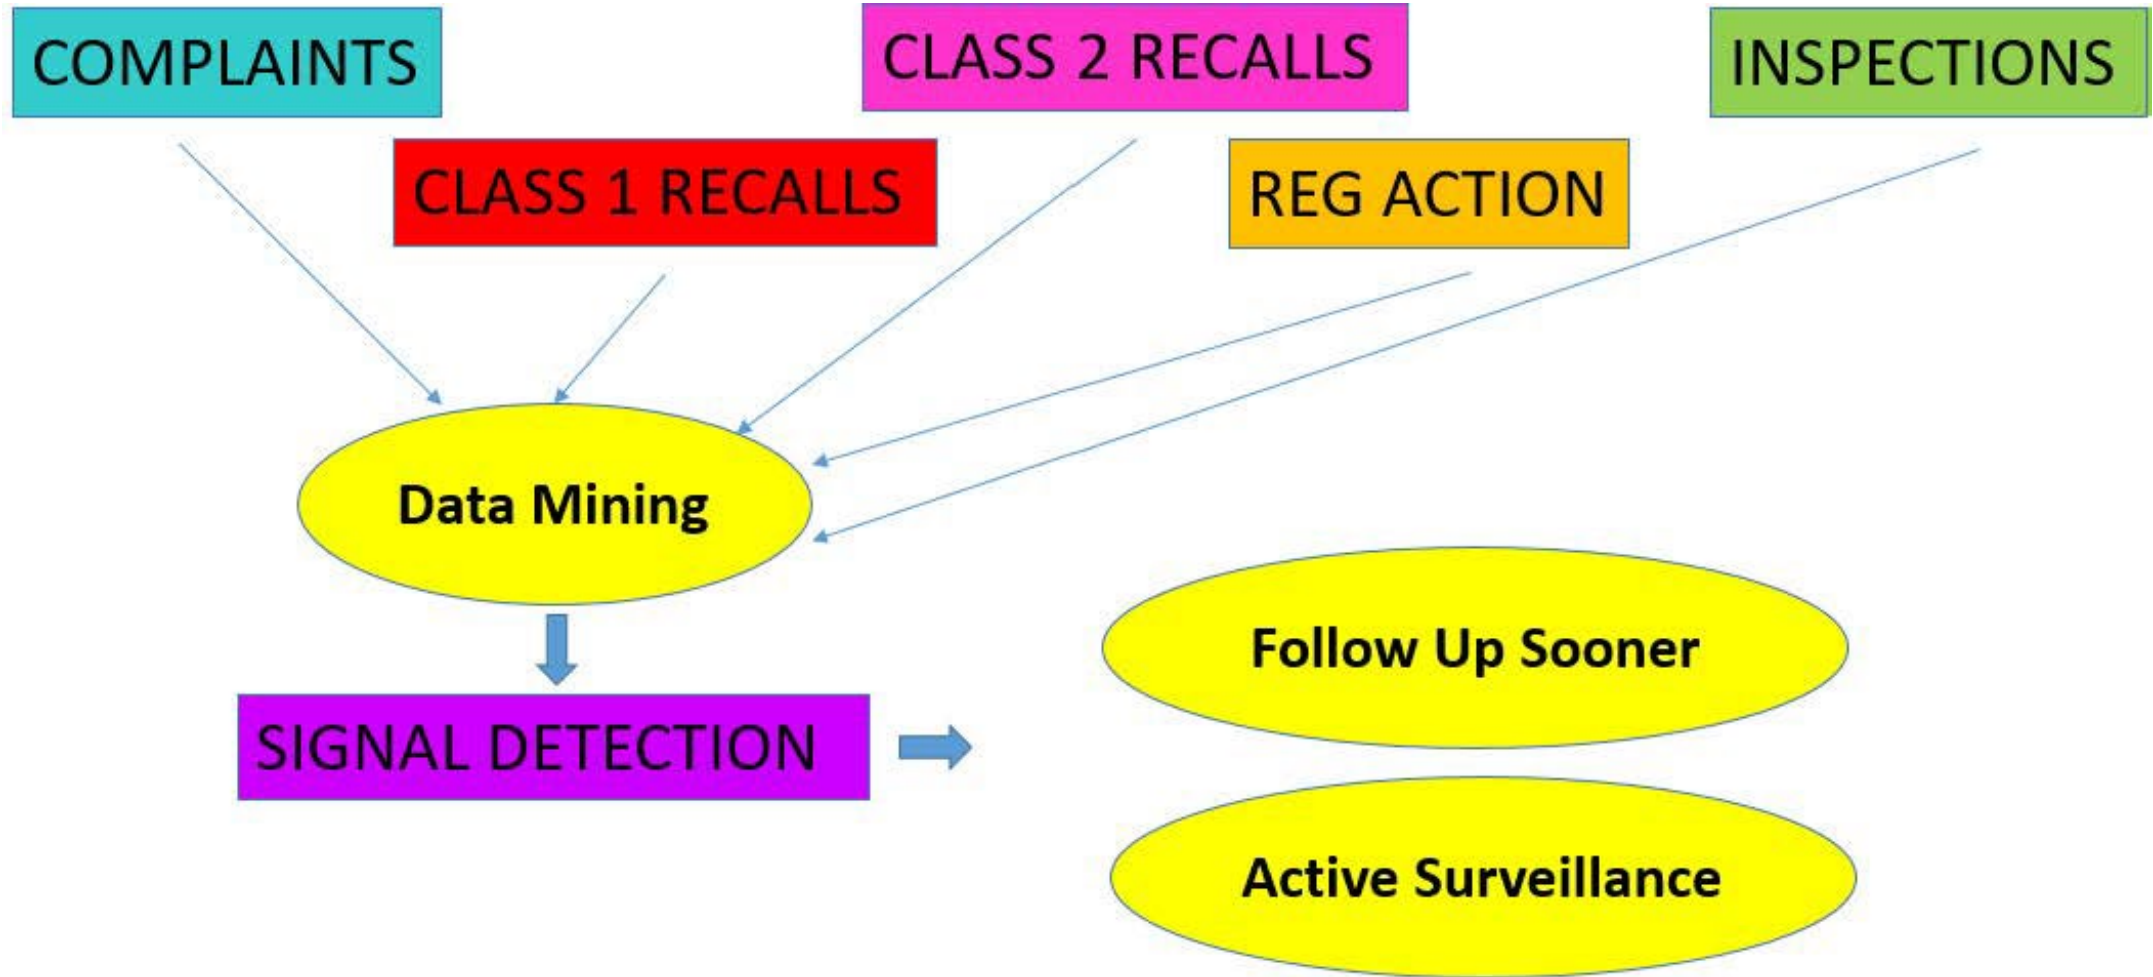 COMPLAINTS
CLASS 2 RECALLS
INSPECTIONS
CLASS 1 RECALLS
REG ACTION
Data Mining
Follow Up Sooner
SIGNAL DETECTION
Active Surveillance